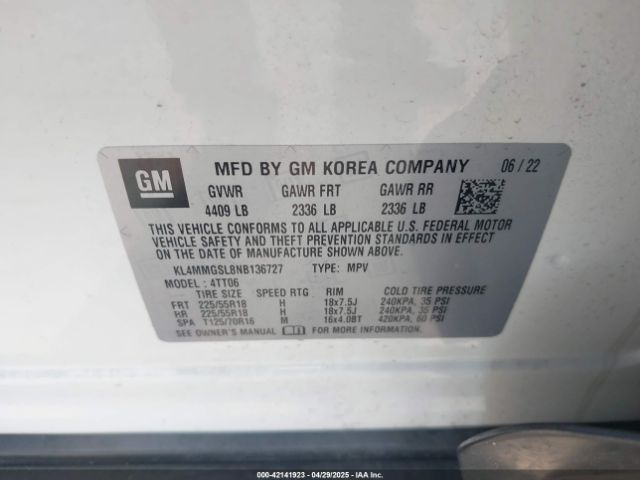 GM
MFD BY GM KOREA COMPANY 06/22
GVWR GAWR FRT GAWR RR
4409 LB 2336 LB 2336 LB
THIS VEHICLE CONFORMS TO ALL APPLICABLE U.S. FEDERAL MOTOR
VEHICLE SAFETY AND THEFT PREVENTION STANDARDS IN EFFECT
ON THE DATE OF MANUFACTURE SHOWN ABOVE.
KL4MMGSL8NB136727 TYPE: MPV
MODEL: 4TT06
TIRE SIZE SPEED RTG RIM COLD TIRE PRESSURE
FRT 225/55R18 H 18x7.5J 240KPA, 35 PSI
RR 225/55R18 H 18x7.5J 240KPA, 35 PSI
SPA T125/70R16 M 16x4.0BT 420KPA, 60 PSI
SEE OWNER'S MANUAL FOR MORE INFORMATION
000-42141923 - 04/29/2025 - IAAI.COM